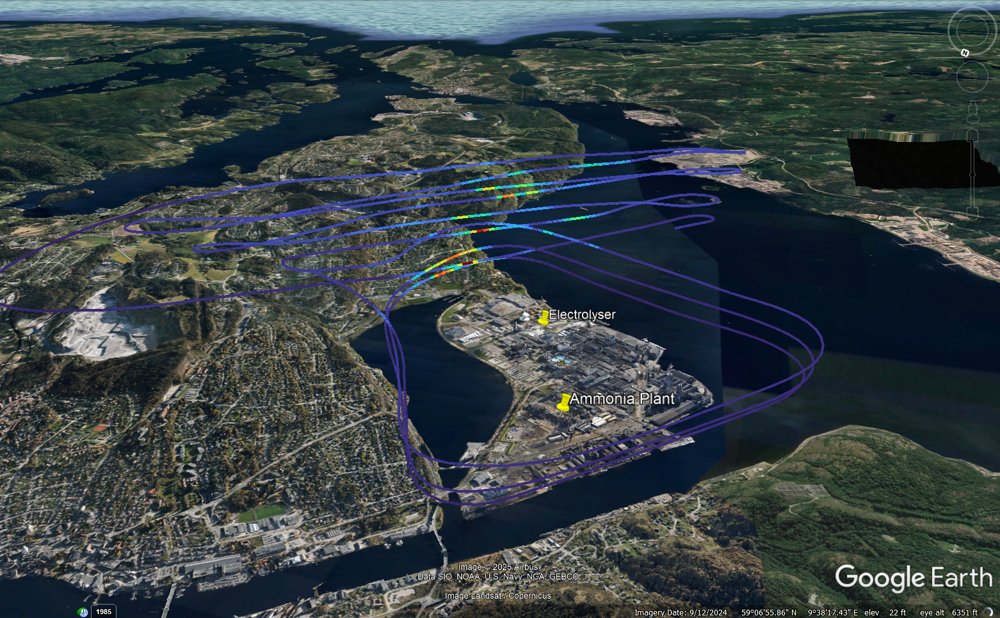 N
Electrolyser
Ammonia Plant
Google Earth
Image © 2025 Airbus
Data SIO, NOAA, U.S. Navy, NGA, GEBCO
Image Landsat / Copernicus
1985
Imagery Date: 9/12/2024 59°06'55.86" N 9°38'17.43" E elev 22 ft eye alt 6351 ft